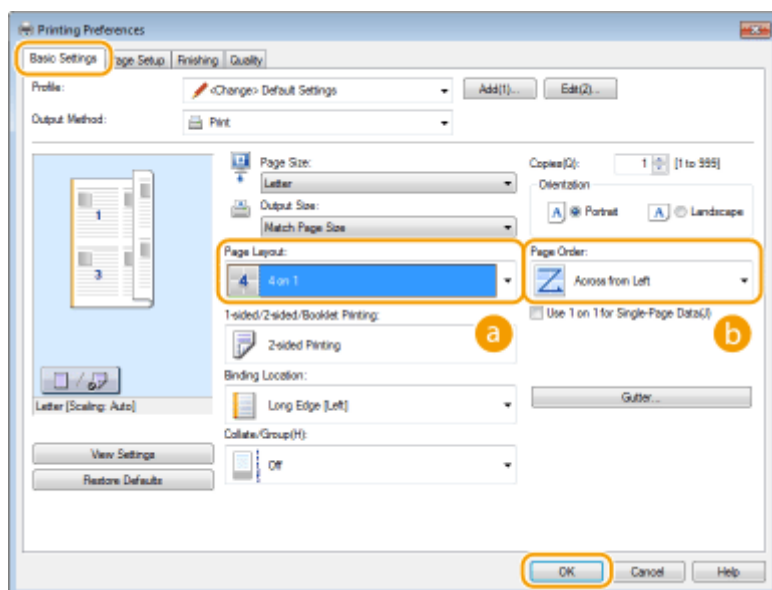 Printing Preferences
Basic Settings Page Setup Finishing Quality
Profile: <Change> Default Settings Add(1)... Edit(2)...
Output Method: Print
Page Size:
Letter
Output Size:
Match Page Size
Copies(Q): 1 [1 to 999]
Orientation
A Portrait A Landscape
1
3
Page Layout:
4 4 on 1
Page Order:
Across from Left
a
b
Use 1 on 1 for Single-Page Data(J)
1-sided/2-sided/Booklet Printing:
2-sided Printing
Binding Location:
Long Edge [Left]
Gutter...
Letter [Scaling: Auto]
Collate/Group(H):
Off
View Settings
Restore Defaults
OK Cancel Help